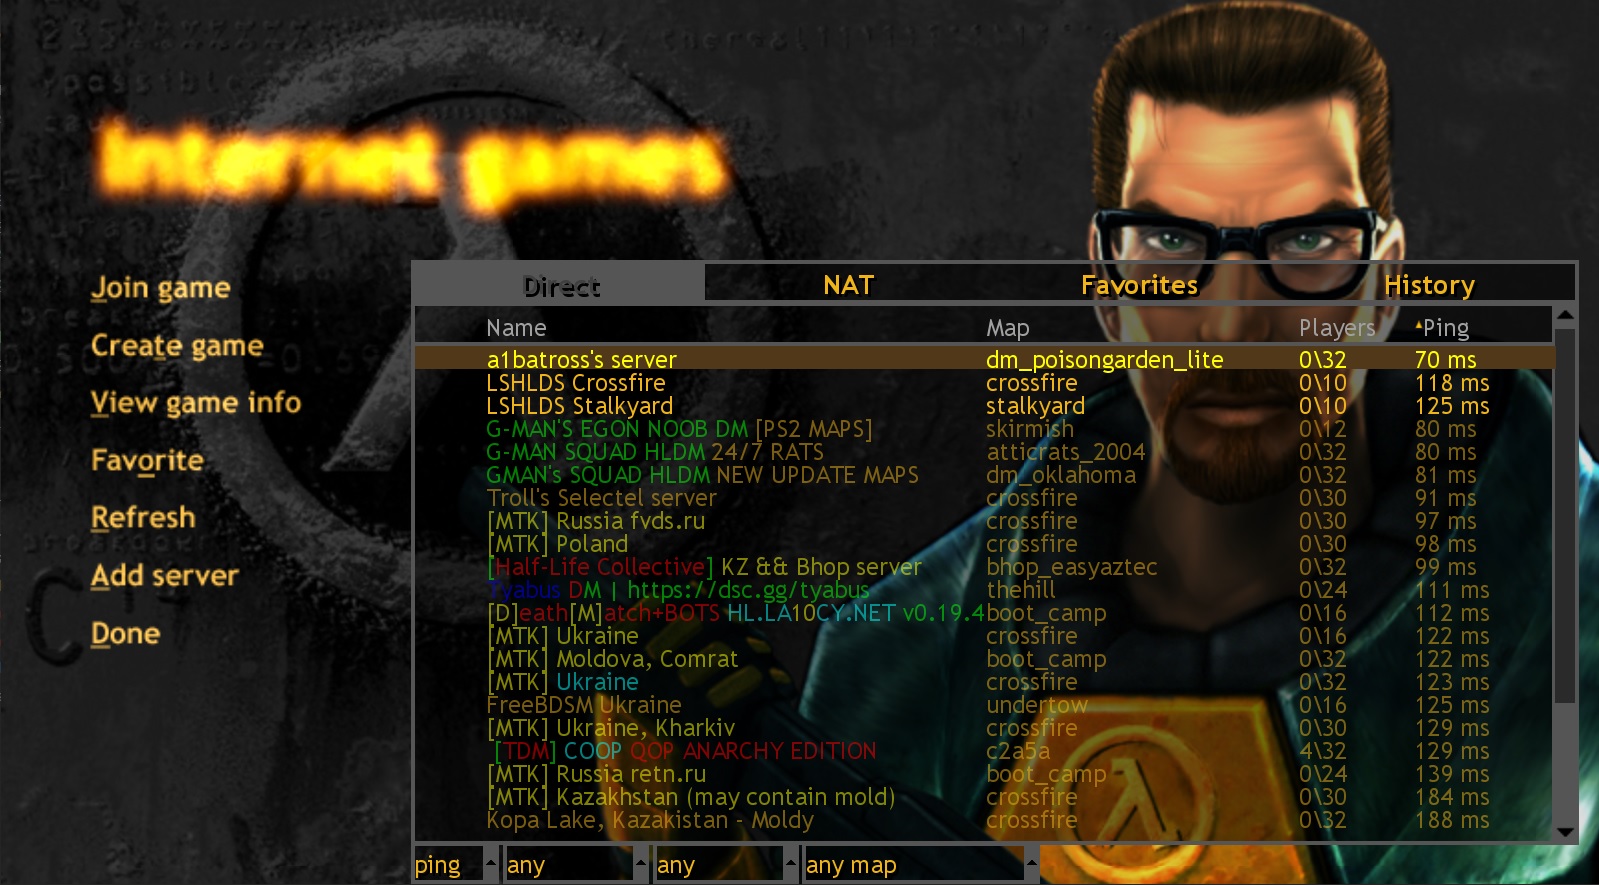 Internet games
Join game
Create game
View game info
Favorite
Refresh
Add server
Done
Direct NAT Favorites History
Name Map Players Ping
a1batross's server dm_poisongarden_lite 0\32 70 ms
LSHLDS Crossfire crossfire 0\10 118 ms
LSHLDS Stalkyard stalkyard 0\10 125 ms
G-MAN'S EGON NOOB DM [PS2 MAPS] skirmish 0\12 80 ms
G-MAN SQUAD HLDM 24/7 RATS atticrats_2004 0\32 80 ms
GMAN's SQUAD HLDM NEW UPDATE MAPS dm_oklahoma 0\32 81 ms
Troll's Selectel server crossfire 0\30 91 ms
[MTK] Russia fvds.ru crossfire 0\30 97 ms
[MTK] Poland crossfire 0\30 98 ms
[Half-Life Collective] KZ && Bhop server bhop_easyaztec 0\32 99 ms
Tyabus DM | https://dsc.gg/tyabus thehill 0\24 111 ms
[D]eath[M]atch+BOTS HL.LA10CY.NET v0.19.4 boot_camp 0\16 112 ms
[MTK] Ukraine crossfire 0\16 122 ms
[MTK] Moldova, Comrat boot_camp 0\32 122 ms
[MTK] Ukraine crossfire 0\32 123 ms
FreeBDSM Ukraine undertow 0\16 125 ms
[MTK] Ukraine, Kharkiv crossfire 0\30 129 ms
[TDM] COOP QOP ANARCHY EDITION c2a5a 4\32 129 ms
[MTK] Russia retn.ru boot_camp 0\24 139 ms
[MTK] Kazakhstan (may contain mold) crossfire 0\30 184 ms
Kopa Lake, Kazakistan - Moldy crossfire 0\32 188 ms
ping any any any map